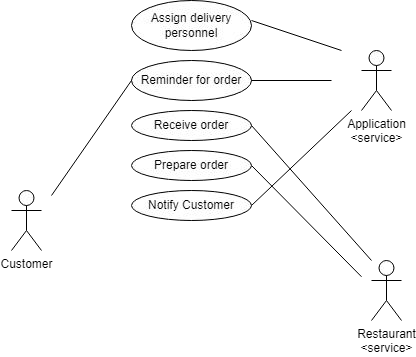 Assign delivery
personnel
Reminder for order
Receive order
Application
<service>
Prepare order
Notify Customer
Customer
Restaurant
<service>